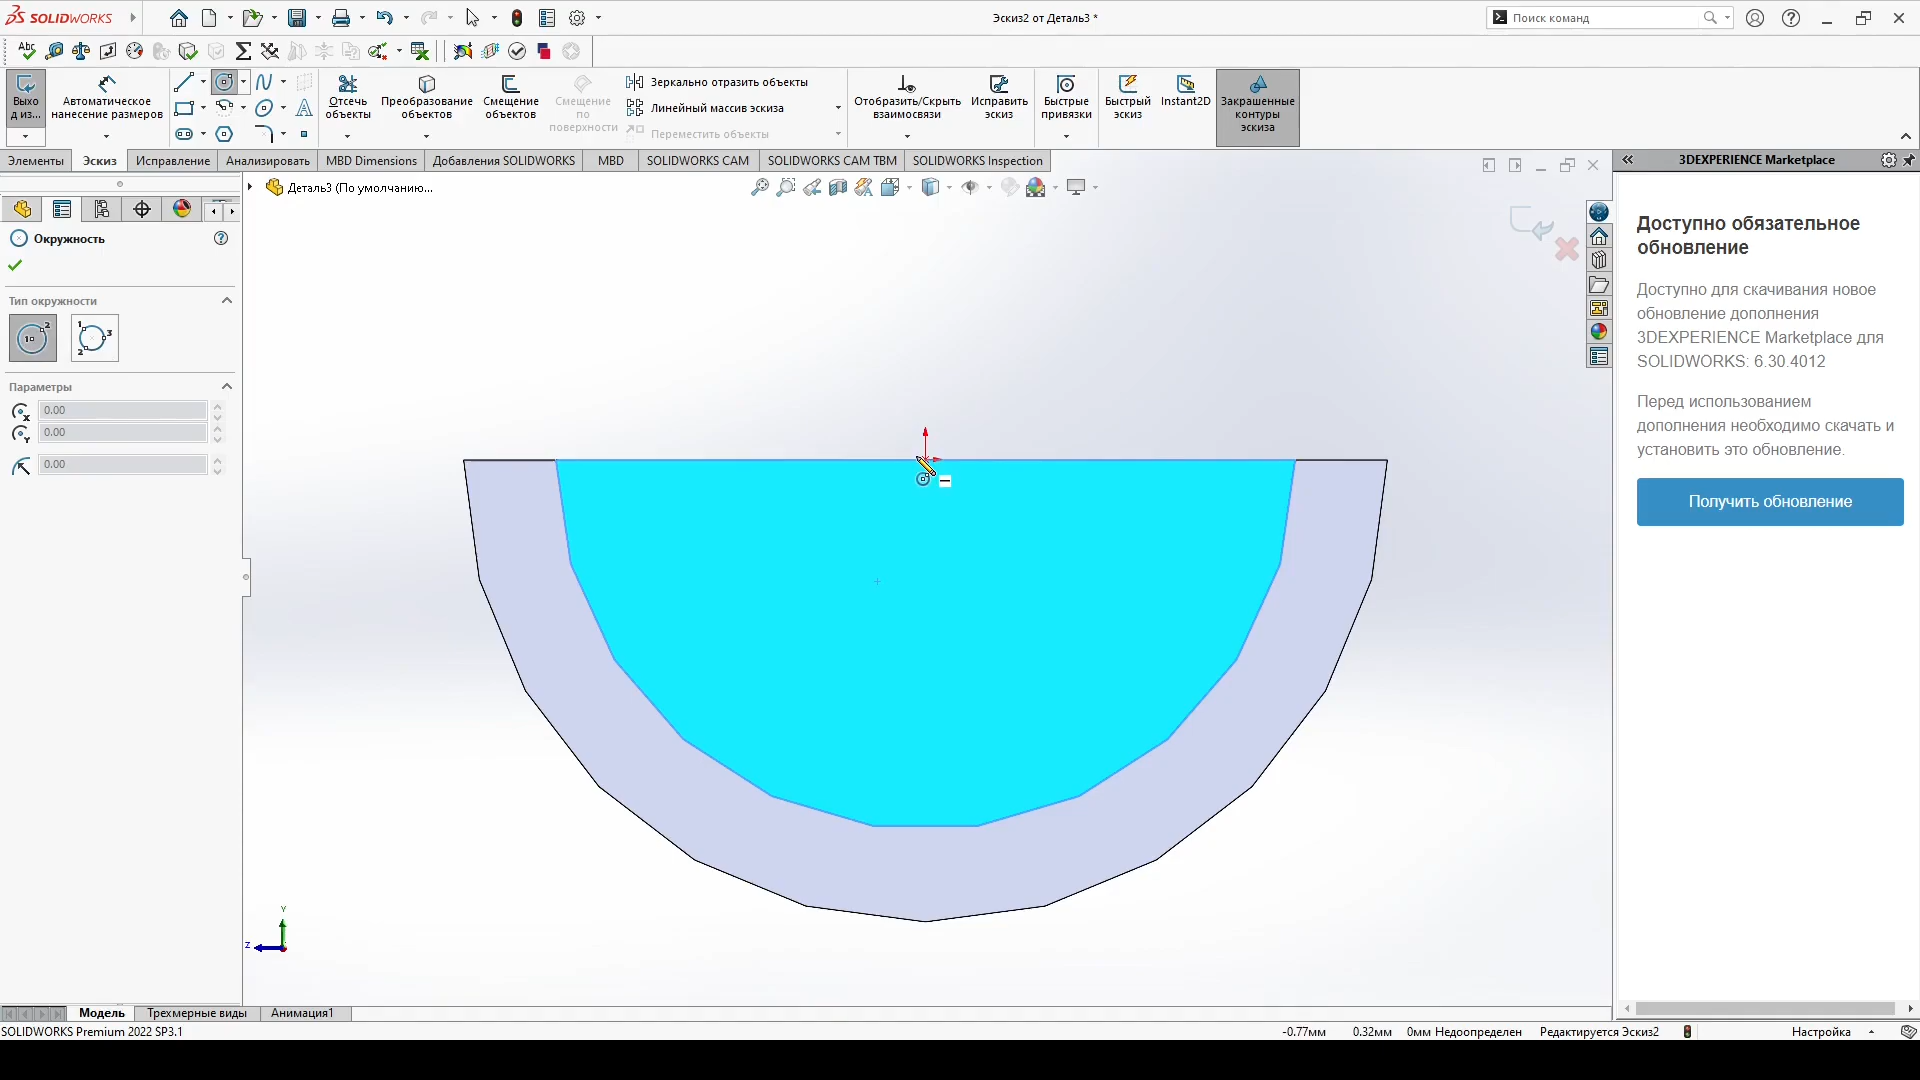 SOLIDWORKS
Эскиз2 от Деталь3 *
Поиск команд
Выхо
д из...
Автоматическое
нанесение размеров
Отсечь
объекты
Преобразование
объектов
Смещение
объектов
Смещение
по
поверхности
Зеркально отразить объекты
Линейный массив эскиза
Переместить объекты
Отобразить/Скрыть
взаимосвязи
Исправить
эскиз
Быстрые
привязки
Быстрый
эскиз
Instant2D
Закрашенные
контуры
эскиза
Элементы
Эскиз
Исправление
Анализировать
MBD Dimensions
Добавления SOLIDWORKS
MBD
SOLIDWORKS CAM
SOLIDWORKS CAM TBM
SOLIDWORKS Inspection
3DEXPERIENCE Marketplace
Деталь3 (По умолчанию...
Окружность
Тип окружности
Параметры
0.00
0.00
0.00
Доступно обязательное
обновление
Доступно для скачивания новое
обновление дополнения
3DEXPERIENCE Marketplace для
SOLIDWORKS: 6.30.4012
Перед использованием
дополнения необходимо скачать и
установить это обновление.
Получить обновление
Y
Z
Модель
Трехмерные виды
Анимация1
SOLIDWORKS Premium 2022 SP3.1
-0.77мм
0.32мм
0мм Недоопределен
Редактируется Эскиз2
Настройка